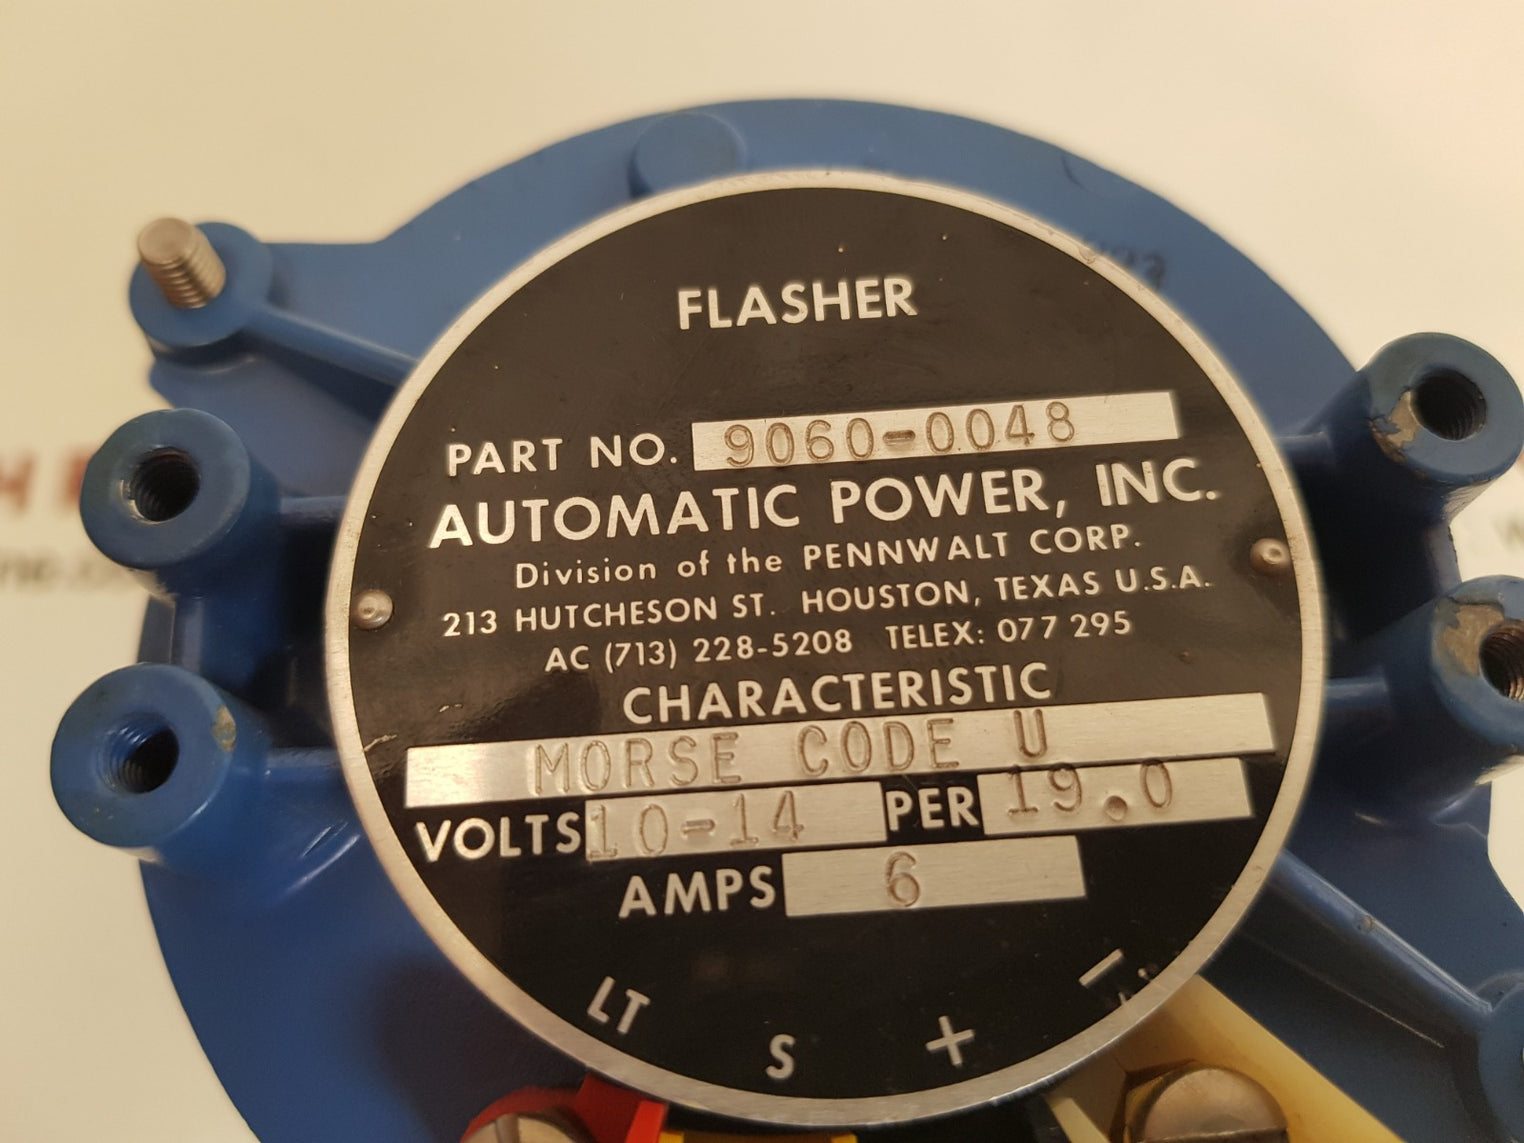 FLASHER
PART NO. 9060-0048
AUTOMATIC POWER, INC.
Division of the PENNWALT CORP.
213 HUTCHESON ST. HOUSTON, TEXAS U.S.A.
AC (713) 228-5208 TELEX: 077 295
CHARACTERISTIC
MORSE CODE U
VOLTS 10-14 PER 19.0
AMPS 6
LT S + -